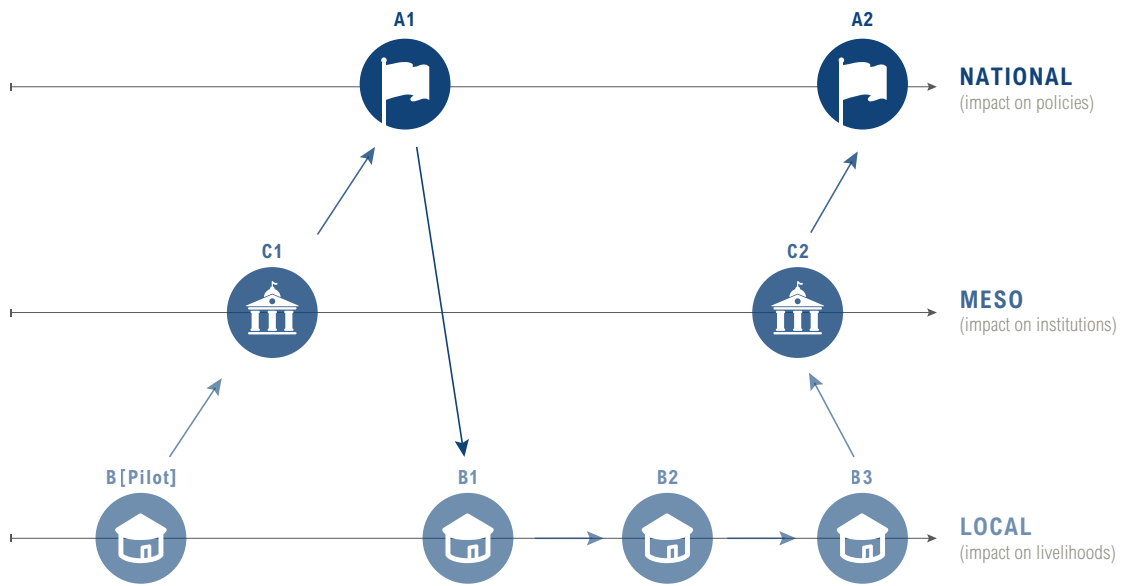 A1
A2
NATIONAL
(impact on policies)
C1
C2
MESO
(impact on institutions)
B[Pilot]
B1
B2
B3
LOCAL
(impact on livelihoods)